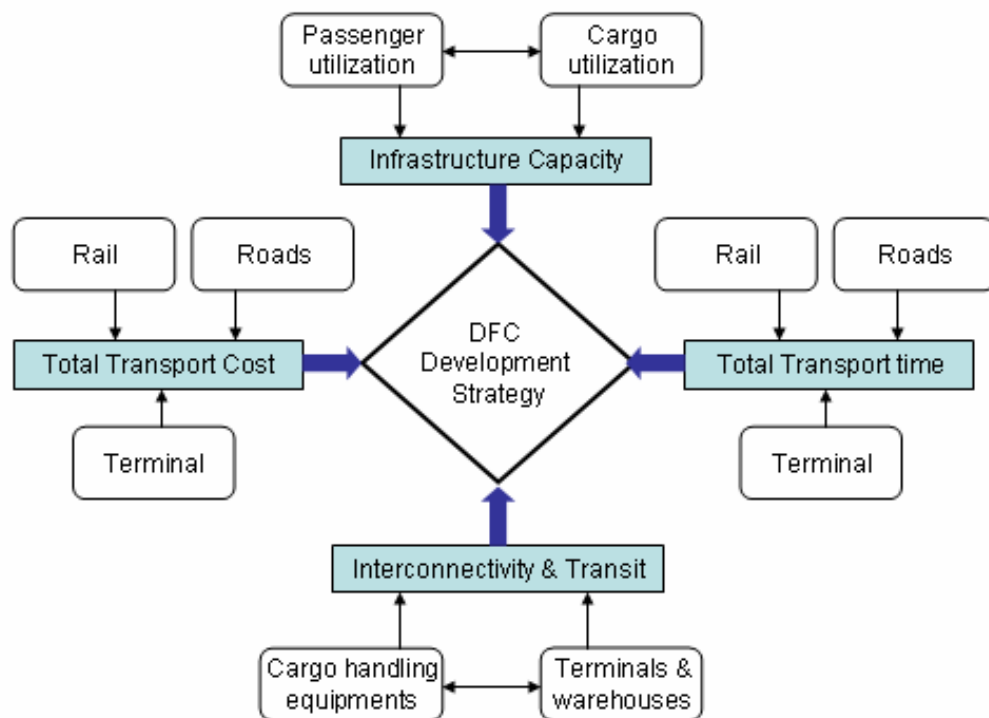 Passenger
utilization
Cargo
utilization
Infrastructure Capacity
Rail
Roads
Rail
Roads
DFC
Development
Strategy
Total Transport Cost
Total Transport time
Terminal
Terminal
Interconnectivity & Transit
Cargo handling
equipments
Terminals &
warehouses